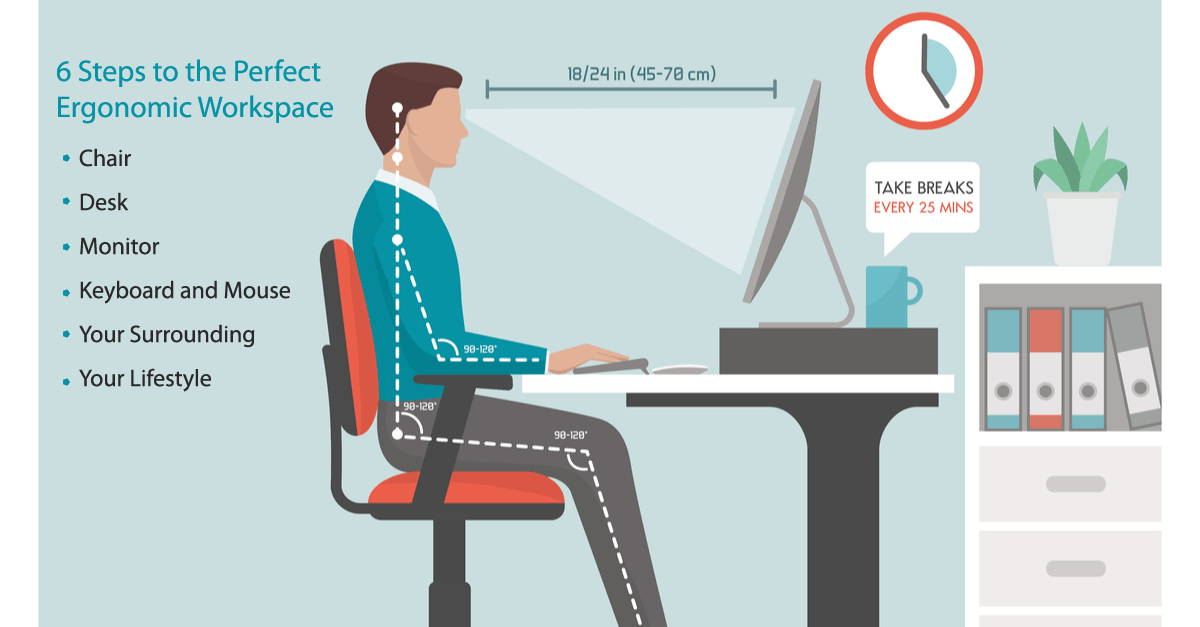 6 Steps to the Perfect
Ergonomic Workspace
• Chair
• Desk
• Monitor
• Keyboard and Mouse
• Your Surrounding
• Your Lifestyle
18/24 in (45-70 cm)
TAKE BREAKS
EVERY 25 MINS
90-120°
90-120°
90-120°